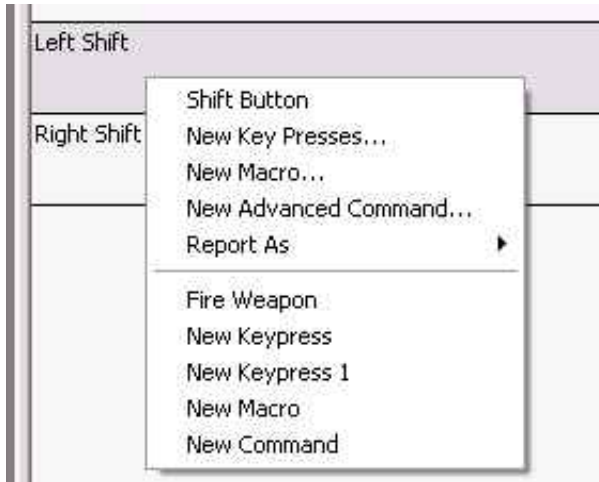 Left Shift
Shift Button
New Key Presses...
Right Shift
New Macro...
New Advanced Command...
Report As
Fire Weapon
New Keypress
New Keypress 1
New Macro
New Command